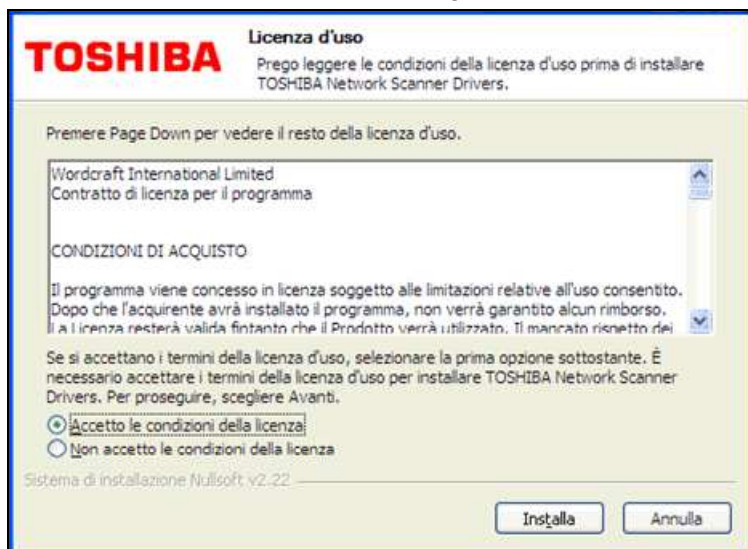 TOSHIBA
Licenza d'uso
Prego leggere le condizioni della licenza d'uso prima di installare
TOSHIBA Network Scanner Drivers.
Premere Page Down per vedere il resto della licenza d'uso.
Wordcraft International Limited
Contratto di licenza per il programma
CONDIZIONI DI ACQUISTO
Il programma viene concesso in licenza soggetto alle limitazioni relative all'uso consentito.
Dopo che l'acquirente avrà installato il programma, non verrà garantito alcun rimborso.
La Licenza resterà valida fintanto che il Prodotto verrà utilizzato. Il mancato rispetto dei
Se si accettano i termini della licenza d'uso, selezionare la prima opzione sottostante. È
necessario accettare i termini della licenza d'uso per installare TOSHIBA Network Scanner
Drivers. Per proseguire, scegliere Avanti.
Accetto le condizioni della licenza
Non accetto le condizioni della licenza
Sistema di installazione Nullsoft v2.22
Installa
Annulla